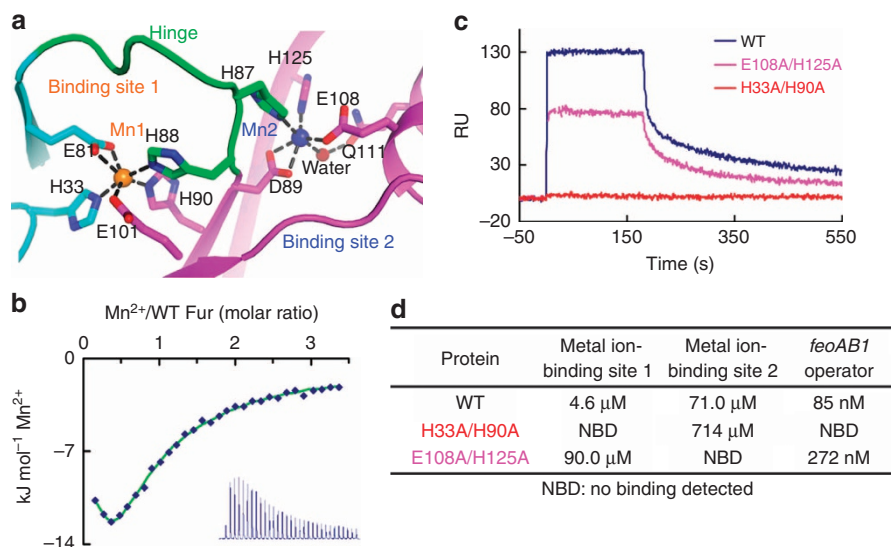 a
Hinge
H125
H87
Binding site 1
E108
Mn1
Mn2
H88
E81
Q111
Water
H33
H90
D89
E101
Binding site 2
b
Mn²⁺/WT Fur (molar ratio)
0 1 2 3
0
−7
−14
kJ mol⁻¹ Mn²⁺
c
WT
E108A/H125A
H33A/H90A
130
80
30
−20
RU
−50 150 350 550
Time (s)
d
Protein Metal ion-binding site 1 Metal ion-binding site 2 feoAB1 operator
WT 4.6 µM 71.0 µM 85 nM
H33A/H90A NBD 714 µM NBD
E108A/H125A 90.0 µM NBD 272 nM
NBD: no binding detected